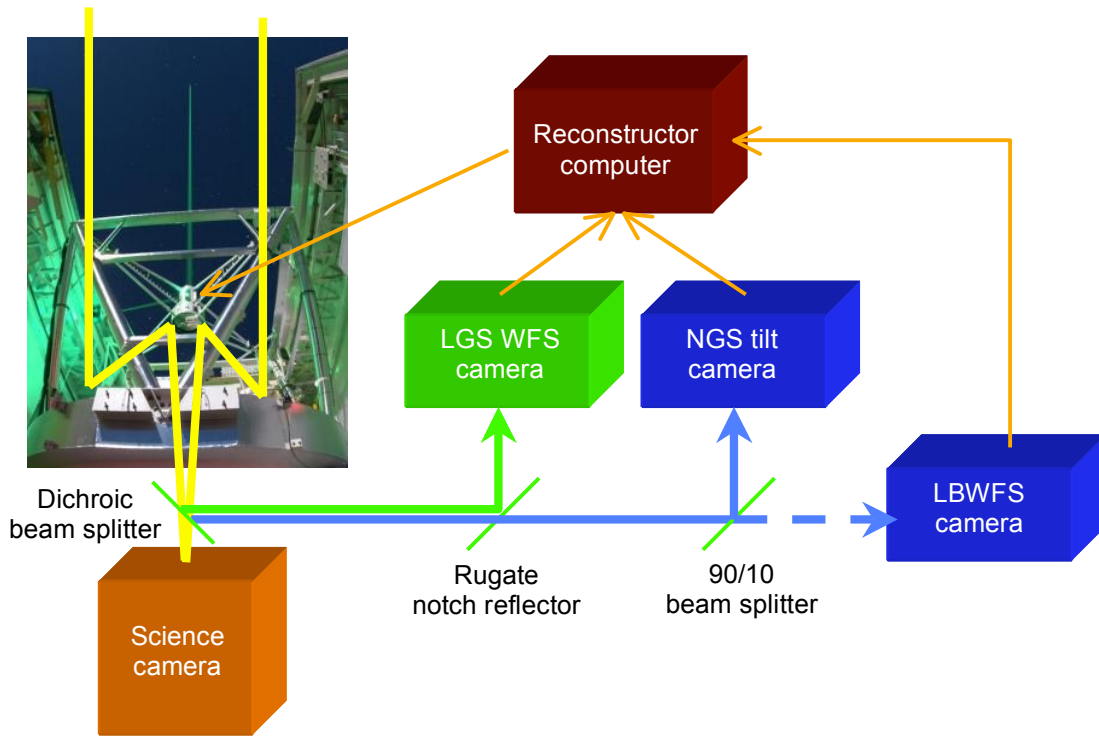 Reconstructor
computer
LGS WFS
camera
NGS tilt
camera
LBWFS
camera
Dichroic
beam splitter
Rugate
notch reflector
90/10
beam splitter
Science
camera